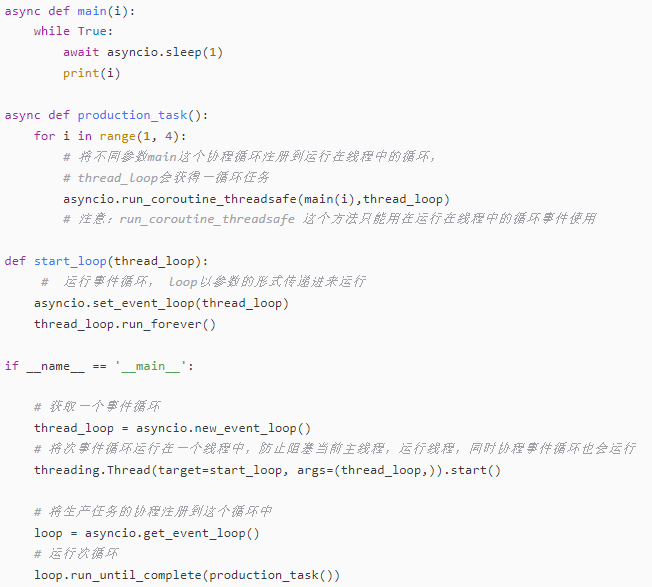 async def main(i):
    while True:
        await asyncio.sleep(1)
        print(i)

async def production_task():
    for i in range(1, 4):
        # 将不同参数main这个协程循环注册到运行在线程中的循环，
        # thread_loop会获得一循环任务
        asyncio.run_coroutine_threadsafe(main(i),thread_loop)
        # 注意：run_coroutine_threadsafe 这个方法只能用在运行在线程中的循环事件使用

def start_loop(thread_loop):
     #  运行事件循环， loop以参数的形式传递进来运行
    asyncio.set_event_loop(thread_loop)
    thread_loop.run_forever()

if __name__ == '__main__':

    # 获取一个事件循环
    thread_loop = asyncio.new_event_loop()
    # 将次事件循环运行在一个线程中，防止阻塞当前主线程，运行线程，同时协程事件循环也会运行
    threading.Thread(target=start_loop, args=(thread_loop,)).start()

    # 将生产任务的协程注册到这个循环中
    loop = asyncio.get_event_loop()
    # 运行次循环
    loop.run_until_complete(production_task())